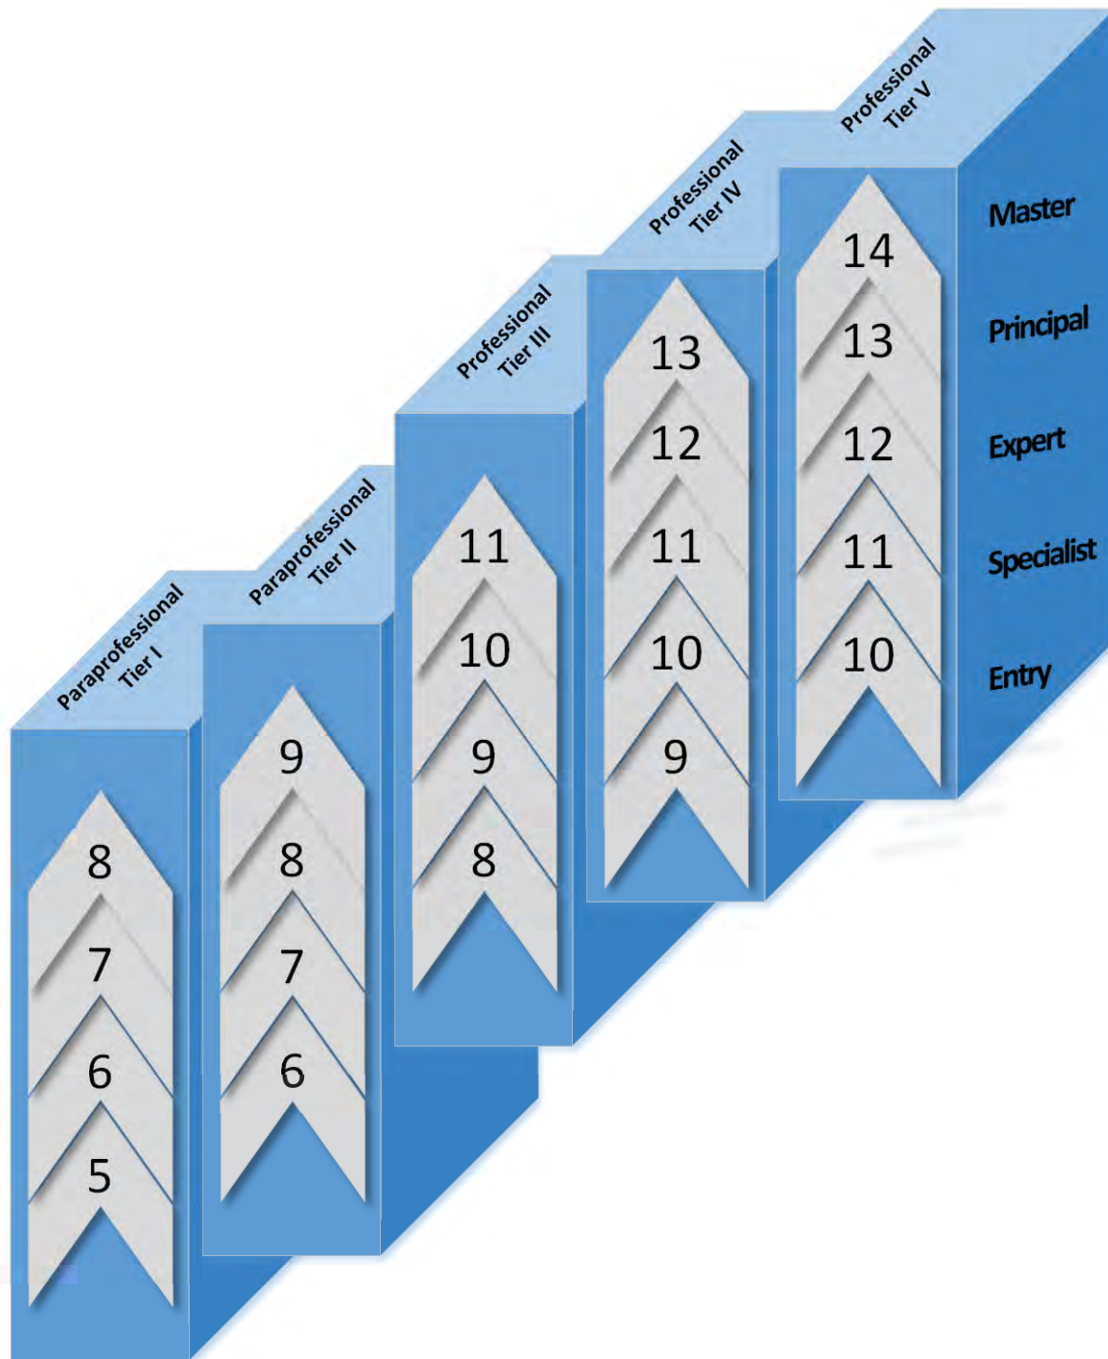 Paraprofessional
Tier I
8
7
6
5
Paraprofessional
Tier II
9
8
7
6
Professional
Tier III
11
10
9
8
Professional
Tier IV
13
12
11
10
9
Professional
Tier V
14
13
12
11
10
Master
Principal
Expert
Specialist
Entry